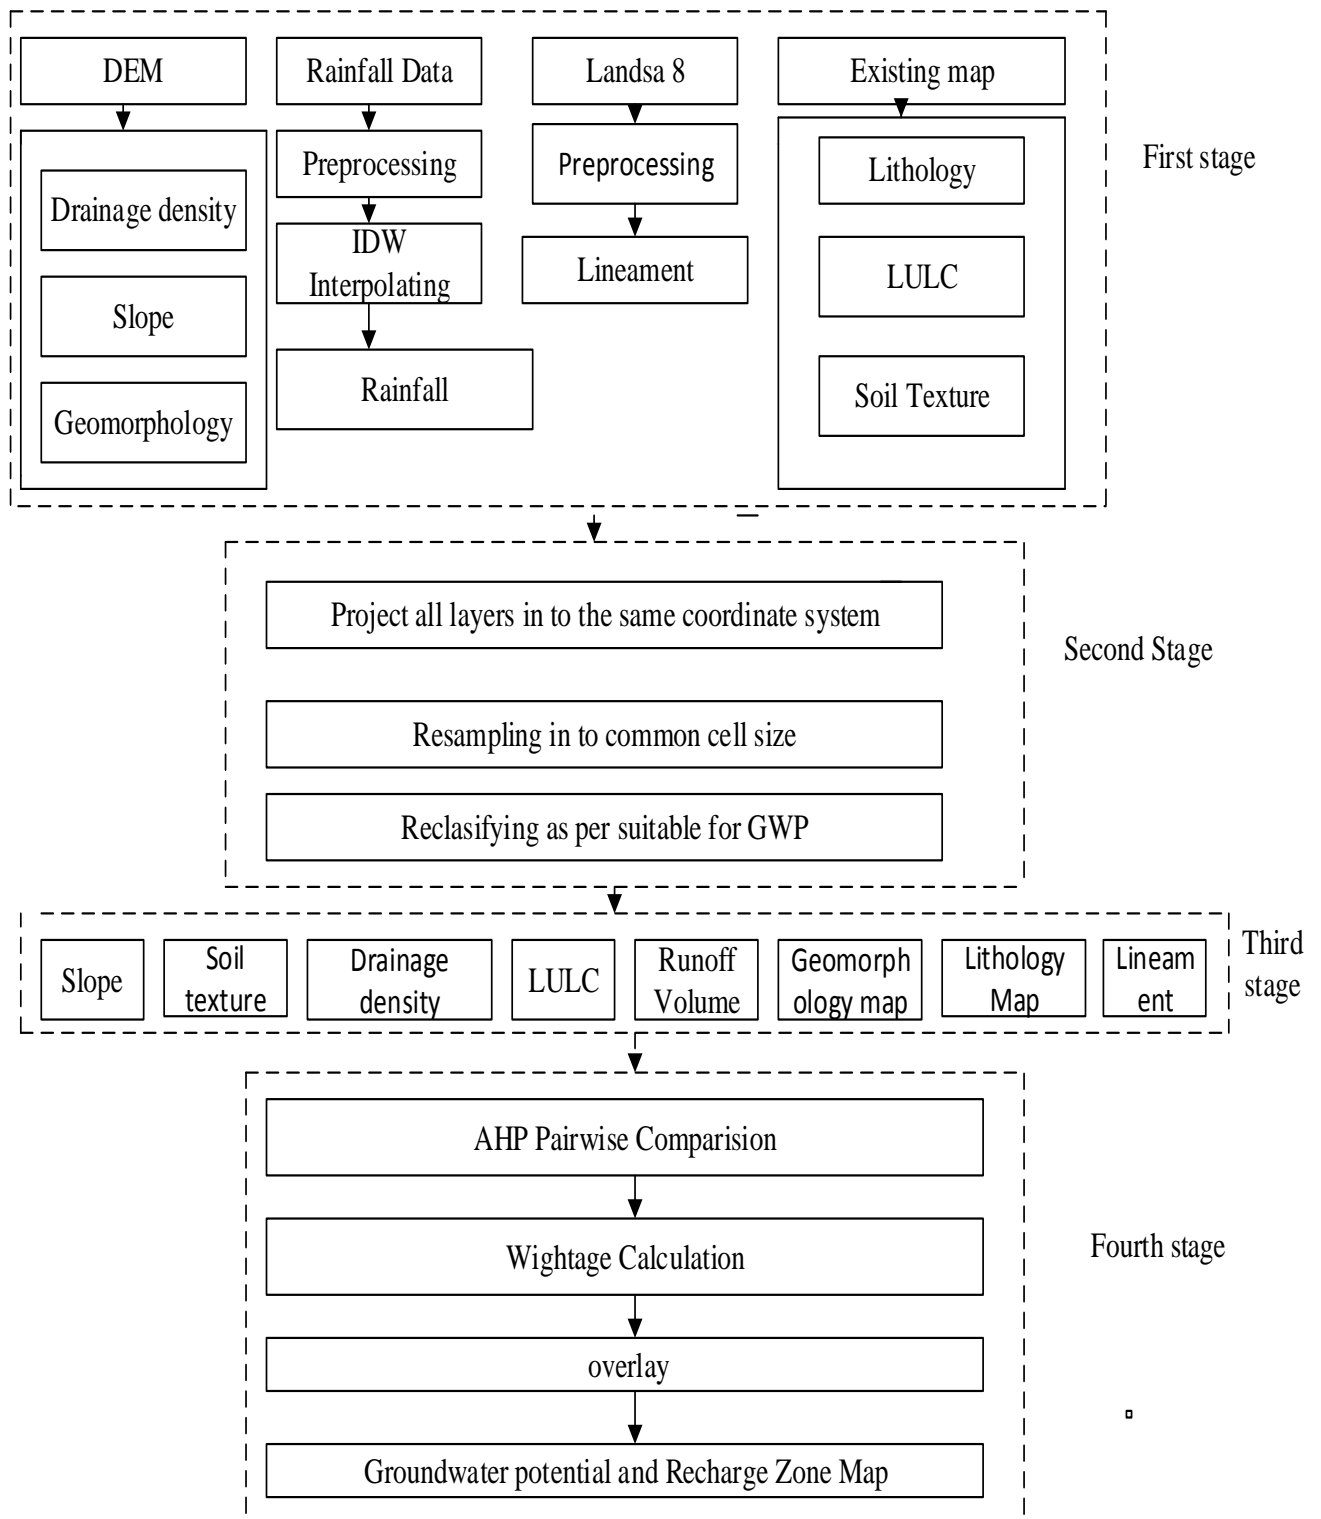 DEM
Rainfall Data
Landsa 8
Existing map
Drainage density
Slope
Geomorphology
Preprocessing
IDW
Interpolating
Rainfall
Preprocessing
Lineament
Lithology
LULC
Soil Texture
First stage
Project all layers in to the same coordinate system
Resampling in to common cell size
Reclasifying as per suitable for GWP
Second Stage
Slope
Soil
texture
Drainage
density
LULC
Runoff
Volume
Geomorph
ology map
Lithology
Map
Lineam
ent
Third
stage
AHP Pairwise Comparision
Wightage Calculation
overlay
Groundwater potential and Recharge Zone Map
Fourth stage